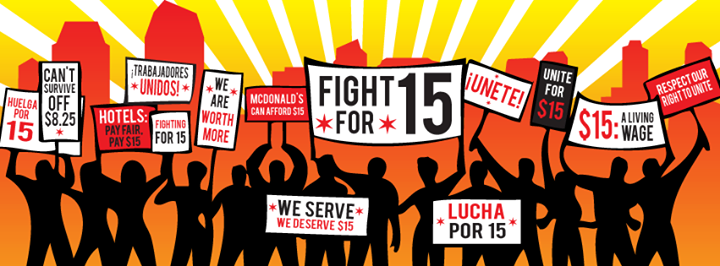 HUELGA
POR
15
CAN'T
SURVIVE
OFF
$8.25
HOTELS:
PAY FAIR,
PAY $15
¡TRABAJADORES
UNIDOS!
FIGHTING
FOR 15
WE
ARE
WORTH
MORE
MCDONALD'S
CAN AFFORD $15
FIGHT
FOR 15
¡UNETE!
UNITE
FOR
$15
$15: A LIVING
WAGE
RESPECT OUR
RIGHT TO UNITE
WE SERVE
WE DESERVE $15
LUCHA
POR 15